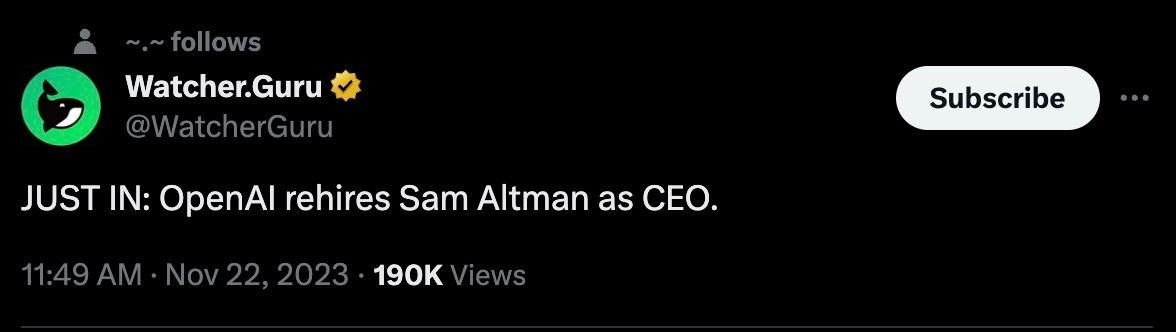 ~.~ follows
Watcher.Guru
@WatcherGuru
Subscribe
JUST IN: OpenAI rehires Sam Altman as CEO.
11:49 AM · Nov 22, 2023 · 190K Views